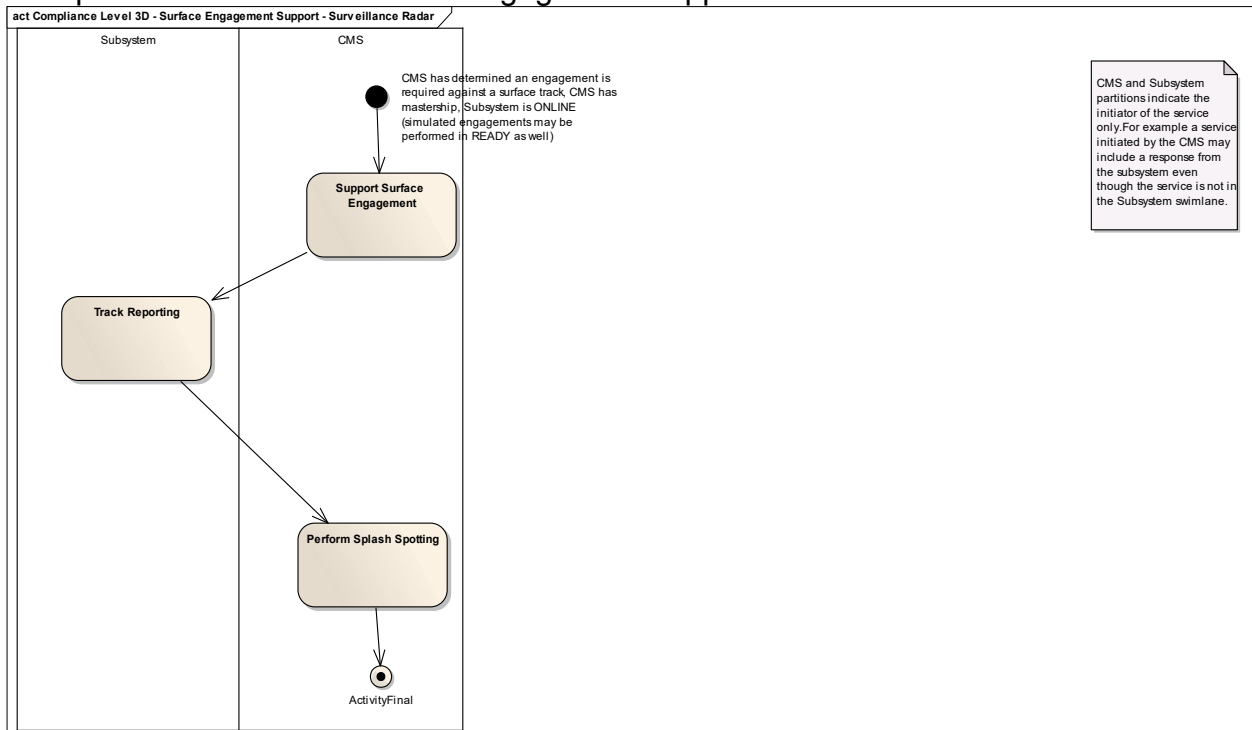 act Compliance Level 3D - Surface Engagement Support - Surveillance Radar
Subsystem
CMS
CMS has determined an engagement is
required against a surface track, CMS has
mastership, Subsystem is ONLINE
(simulated engagements may be
performed in READY as well)
CMS and Subsystem
partitions indicate the
initiator of the service
only.For example a service
initiated by the CMS may
include a response from
the subsystem even
though the service is not in
the Subsystem swimlane.
Support Surface
Engagement
Track Reporting
Perform Splash Spotting
ActivityFinal